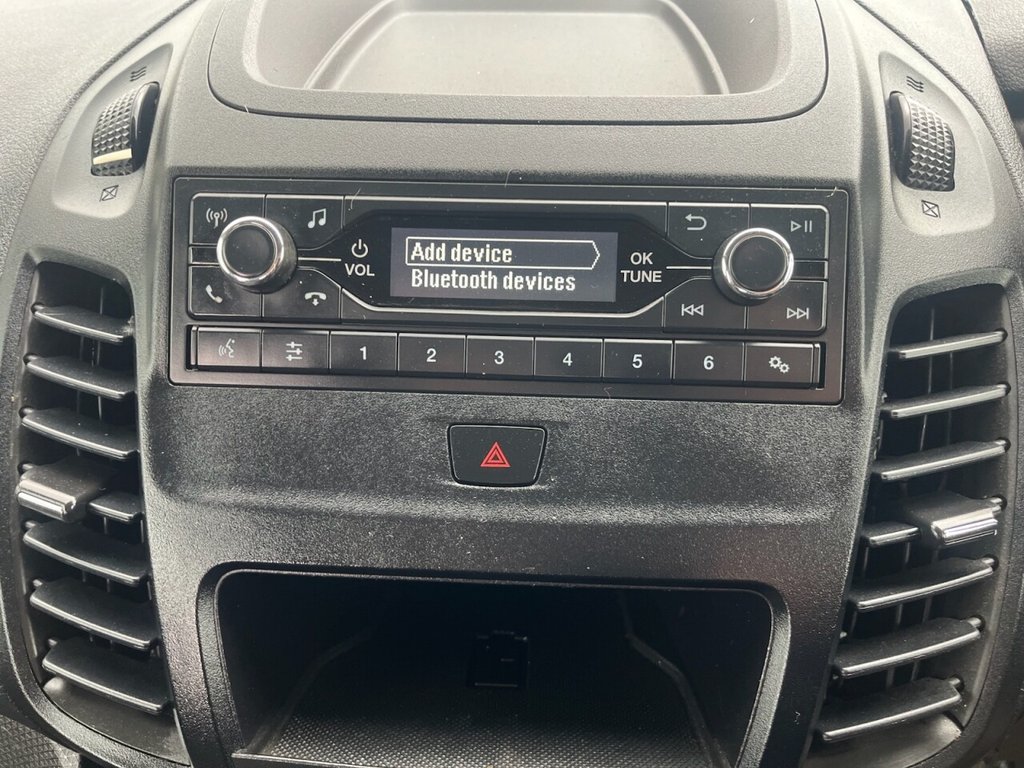 Add device
Bluetooth devices
VOL
OK
TUNE
1 2 3 4 5 6